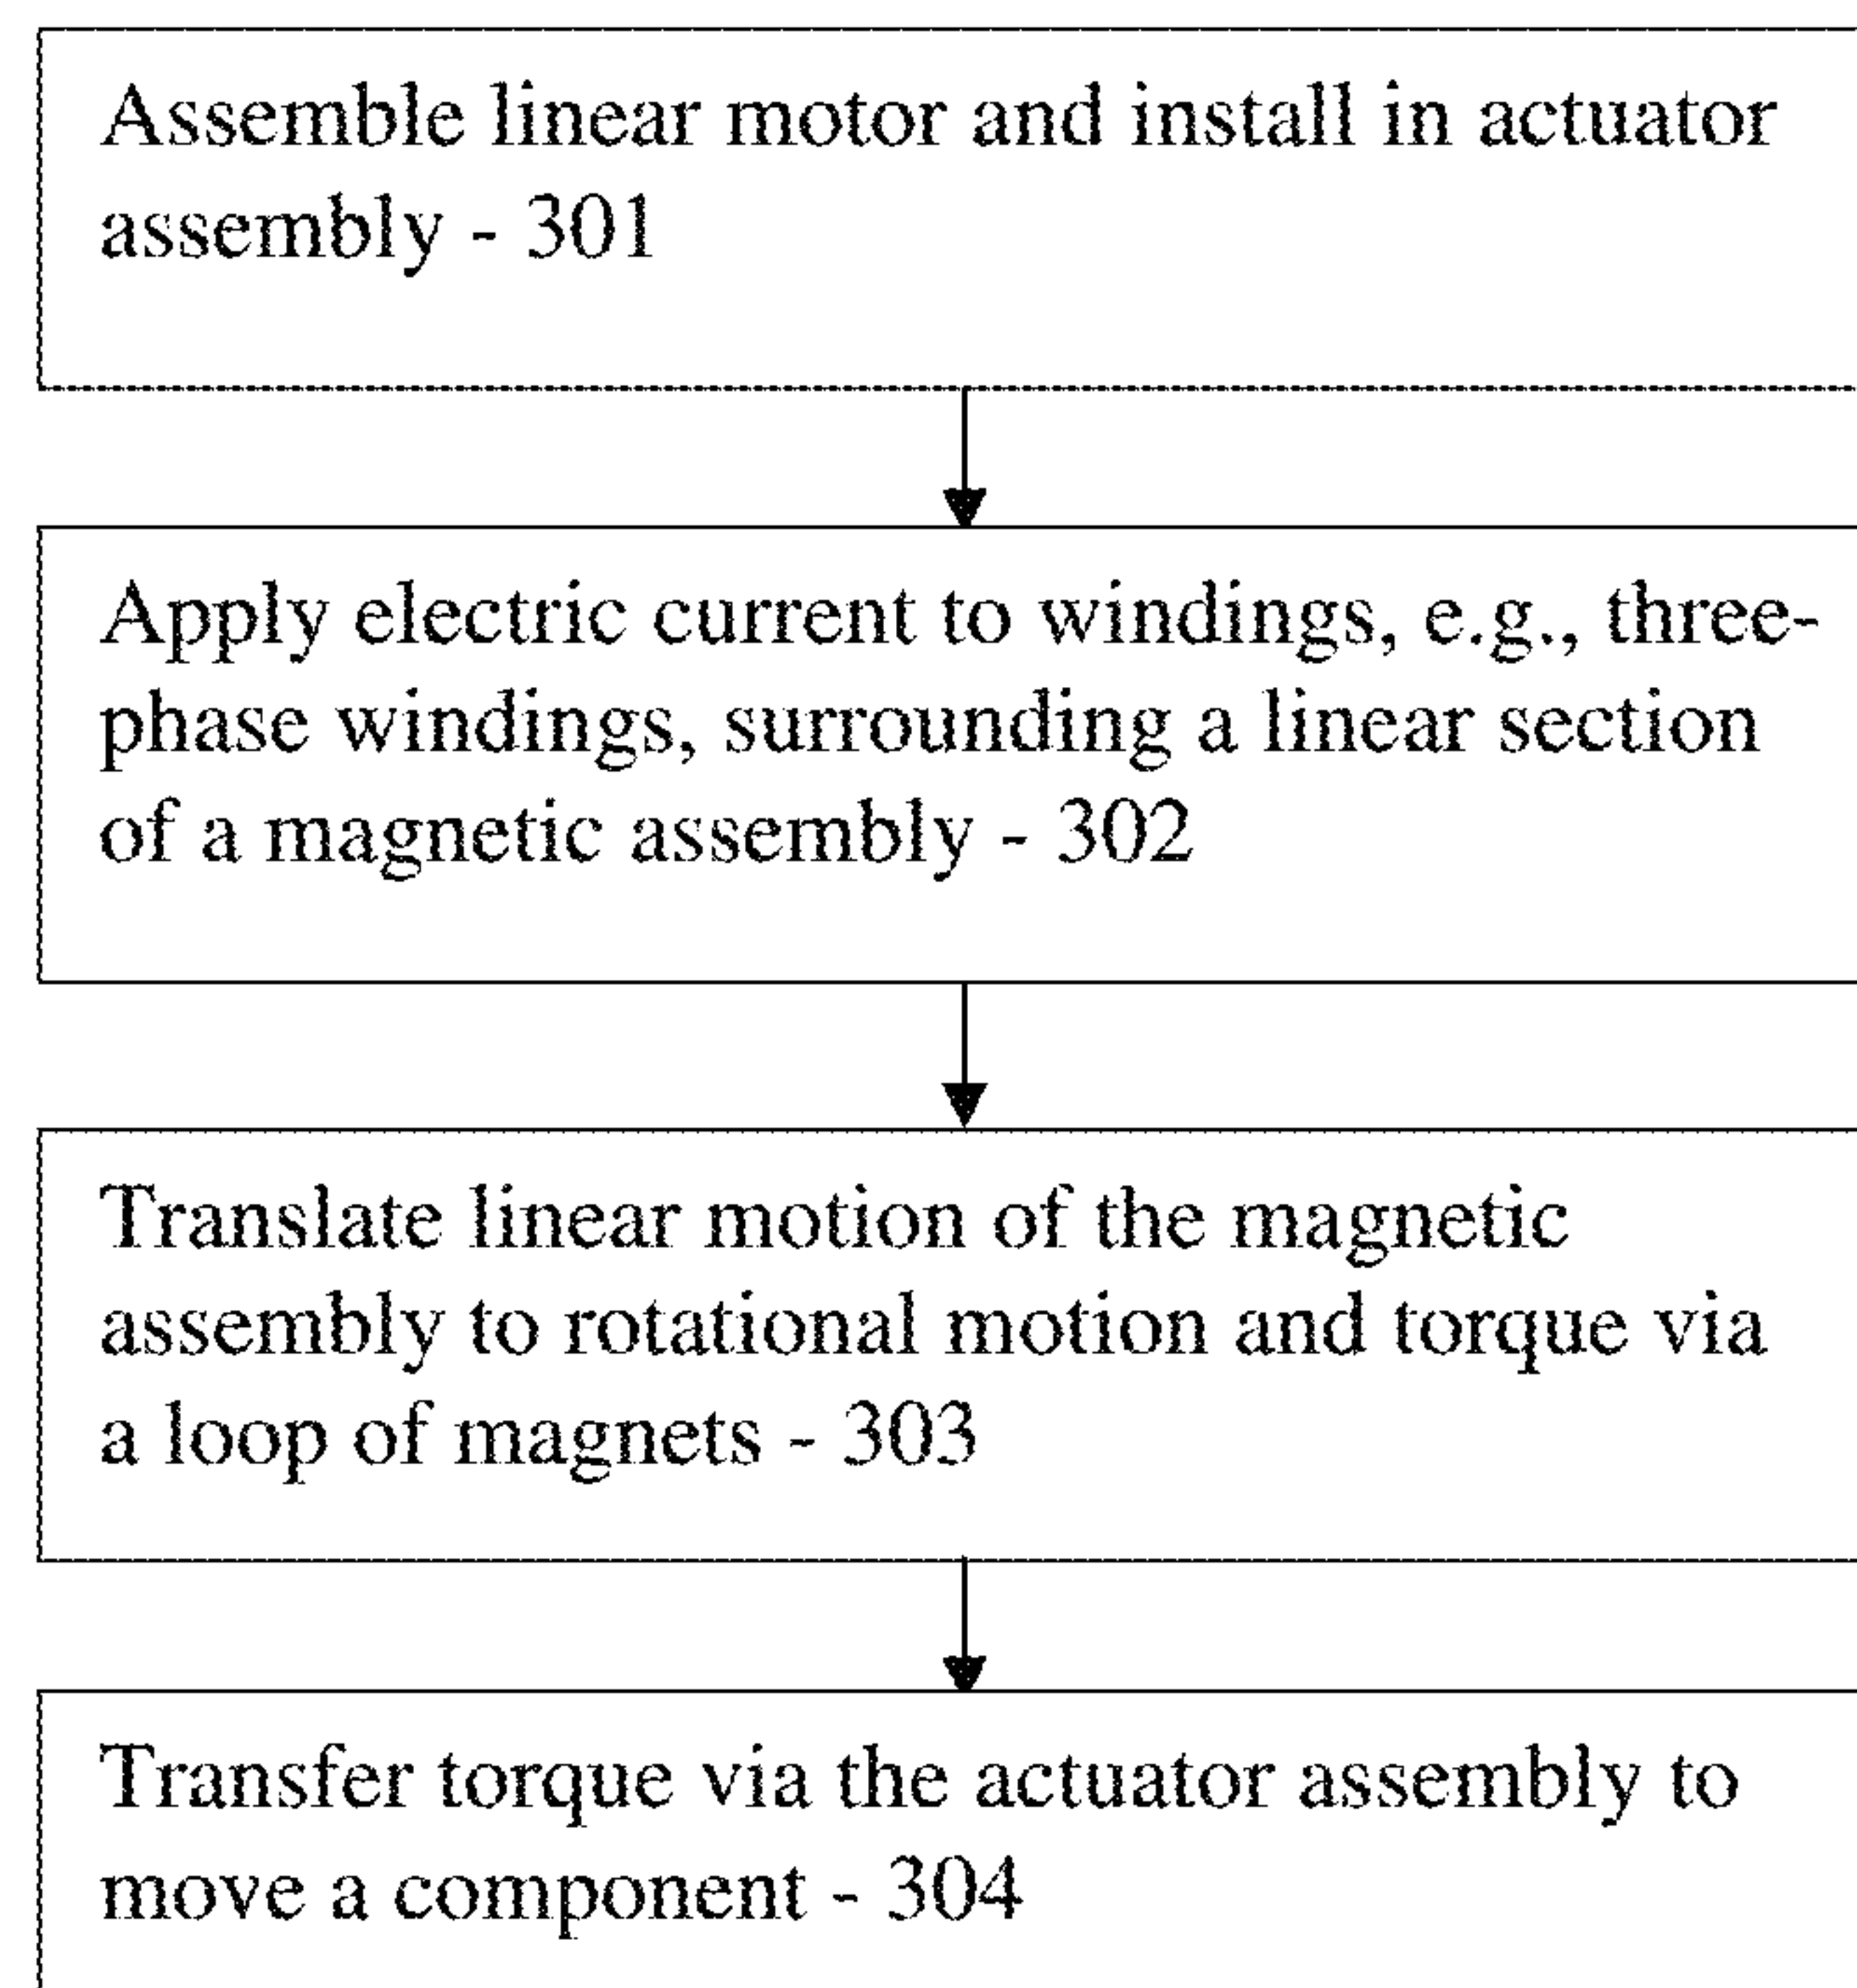 Assemble linear motor and install in actuator
assembly - 301
Apply electric current to windings, e.g., three-
phase windings, surrounding a linear section
of a magnetic assembly - 302
Translate linear motion of the magnetic
assembly to rotational motion and torque via
a loop of magnets - 303
Transfer torque via the actuator assembly to
move a component - 304